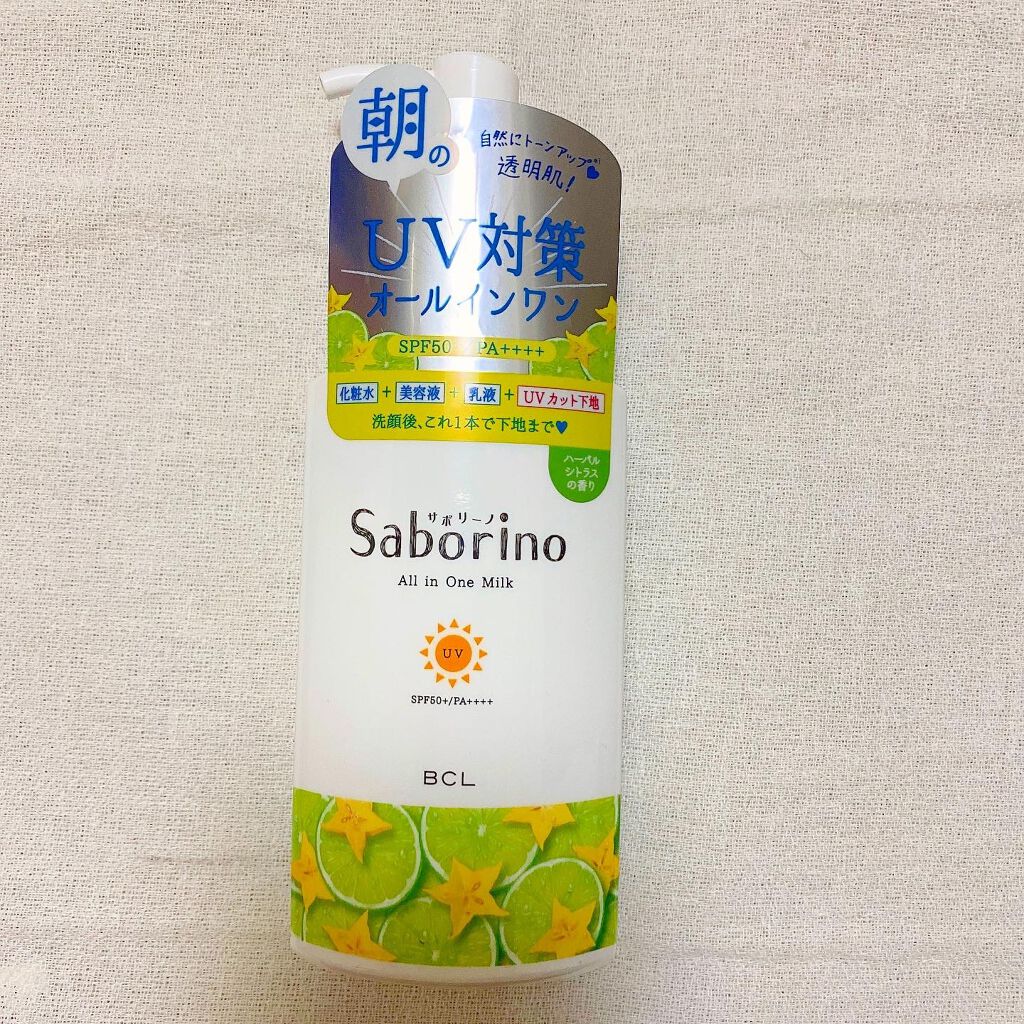 朝の
自然にトーンアップ
透明肌!
UV対策
オールインワン
SPF50+/PA++++
化粧水+美容液+乳液+UVカット下地
洗顔後、これ1本で下地まで♥
ハーバル
シトラス
の香り
サボリーノ
Saborino
All in One Milk
UV
SPF50+/PA++++
BCL